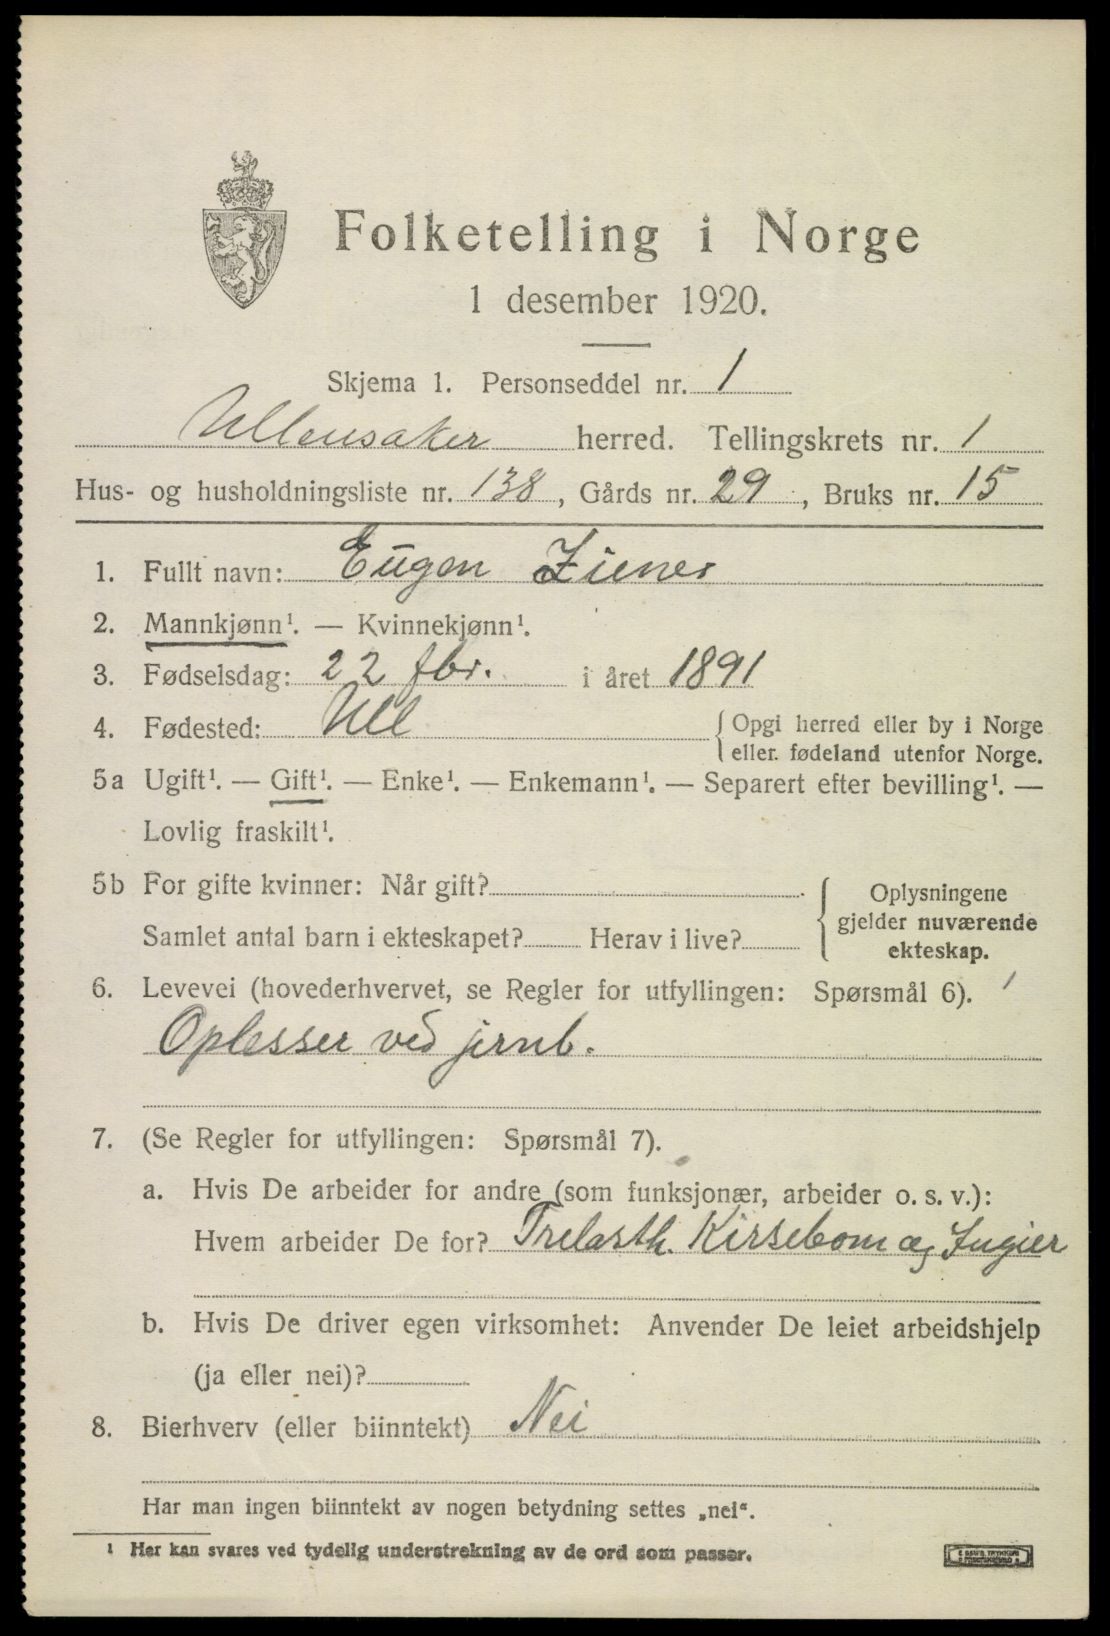 Folketelling i Norge
1 desember 1920.
Skjema 1. Personseddel nr. 1
Ullensaker herred. Tellingskrets nr. 1
Hus- og husholdningsliste nr. 138, Gårds nr. 29, Bruks nr. 15
1. Fullt navn: Eugen Ziener
2. Mannkjønn¹. — Kvinnekjønn¹.
3. Fødselsdag: 22 fbr. i året 1891
4. Fødested: Ull { Opgi herred eller by i Norge
eller fødeland utenfor Norge.
5a Ugift¹. — Gift¹. — Enke¹. — Enkemann¹. — Separert efter bevilling¹. —
Lovlig fraskilt¹.
5b For gifte kvinner: Når gift?
Samlet antal barn i ekteskapet? Herav i live?
{ Oplysningene
gjelder nuværende
ekteskap.
6. Levevei (hovederhvervet, se Regler for utfyllingen: Spørsmål 6). 1
Oplesser ved jernb.
7. (Se Regler for utfyllingen: Spørsmål 7).
a. Hvis De arbeider for andre (som funksjonær, arbeider o. s. v.):
Hvem arbeider De for? Trelasth. Kirsebom og
b. Hvis De driver egen virksomhet: Anvender De leiet arbeidshjelp
(ja eller nei)?
8. Bierhverv (eller biinntekt) Nei
Har man ingen biinntekt av nogen betydning settes „nei“.
¹ Her kan svares ved tydelig understrekning av de ord som passer.